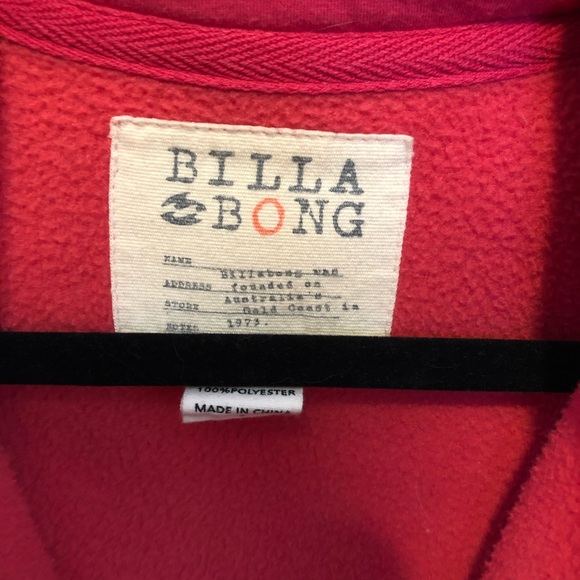 BILLA
BONG
NAME
Billabong was
ADDRESS founded on
Australia's
STORE Gold Coast in
NOTES 1973.
100%POLYESTER
MADE IN CHINA